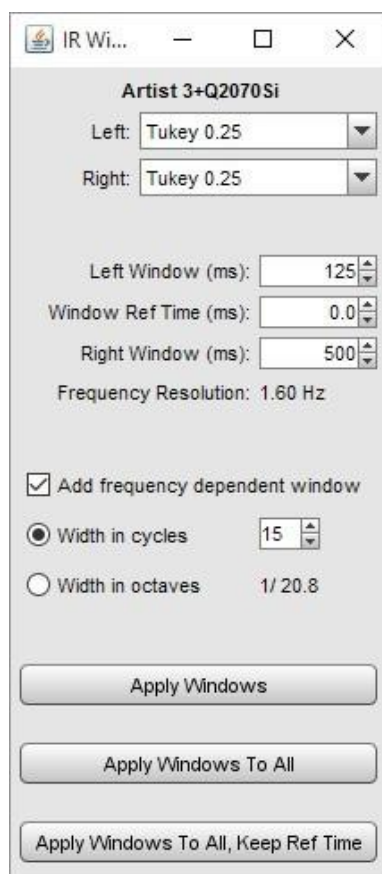 IR Wi...
Artist 3+Q2070Si
Left: Tukey 0.25
Right: Tukey 0.25
Left Window (ms): 125
Window Ref Time (ms): 0.0
Right Window (ms): 500
Frequency Resolution: 1.60 Hz
Add frequency dependent window
Width in cycles 15
Width in octaves 1/ 20.8
Apply Windows
Apply Windows To All
Apply Windows To All, Keep Ref Time